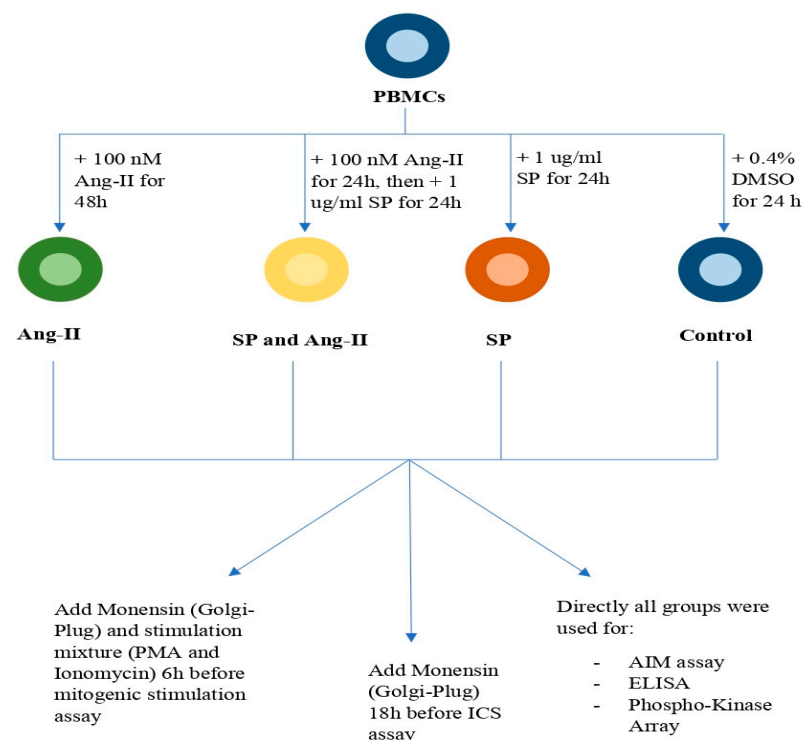 PBMCs
+ 100 nM
Ang-II for
48h
+ 100 nM Ang-II
for 24h, then + 1
ug/ml SP for 24h
+ 1 ug/ml
SP for 24h
+ 0.4%
DMSO
for 24 h
Ang-II
SP and Ang-II
SP
Control
Add Monensin (Golgi-
Plug) and stimulation
mixture (PMA and
Ionomycin) 6h before
mitogenic stimulation
assay
Add Monensin
(Golgi-Plug)
18h before ICS
assay
Directly all groups were
used for:
- AIM assay
- ELISA
- Phospho-Kinase
Array